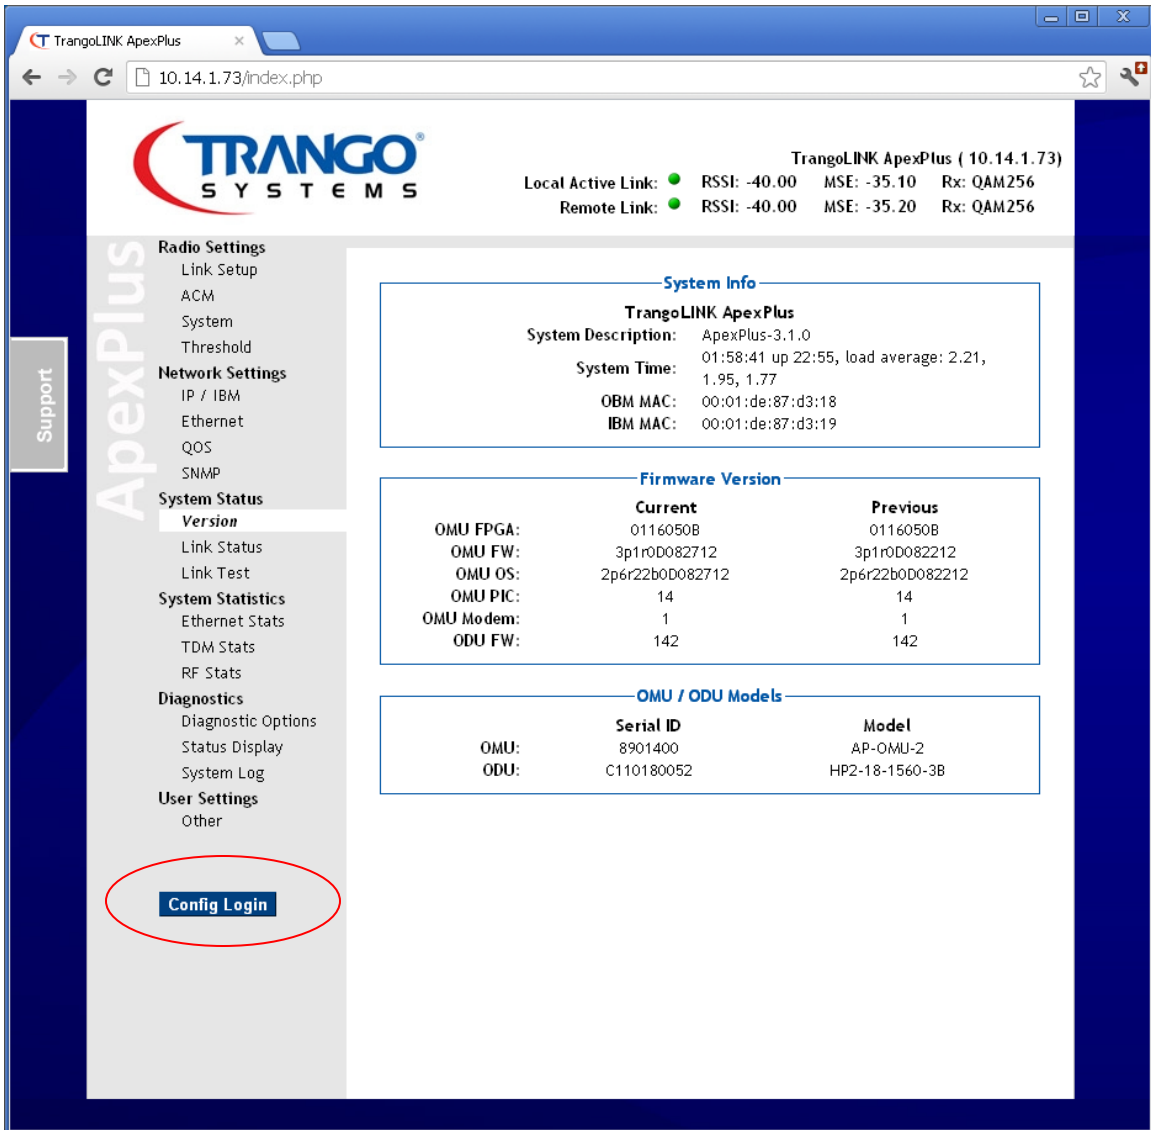 TrangoLINK ApexPlus
10.14.1.73/index.php
TRANGO®
SYSTEMS
TrangoLINK ApexPlus ( 10.14.1.73)
Local Active Link: RSSI: -40.00 MSE: -35.10 Rx: QAM256
Remote Link: RSSI: -40.00 MSE: -35.20 Rx: QAM256
Support
ApexPlus
Radio Settings
Link Setup
ACM
System
Threshold
Network Settings
IP / IBM
Ethernet
QOS
SNMP
System Status
Version
Link Status
Link Test
System Statistics
Ethernet Stats
TDM Stats
RF Stats
Diagnostics
Diagnostic Options
Status Display
System Log
User Settings
Other
Config Login
System Info
TrangoLINK ApexPlus
System Description: ApexPlus-3.1.0
System Time: 01:58:41 up 22:55, load average: 2.21,
1.95, 1.77
OBM MAC: 00:01:de:87:d3:18
IBM MAC: 00:01:de:87:d3:19
Firmware Version
Current Previous
OMU FPGA: 0116050B 0116050B
OMU FW: 3p1r0D082712 3p1r0D082212
OMU OS: 2p6r22b0D082712 2p6r22b0D082212
OMU PIC: 14 14
OMU Modem: 1 1
ODU FW: 142 142
OMU / ODU Models
Serial ID Model
OMU: 8901400 AP-OMU-2
ODU: C110180052 HP2-18-1560-3B